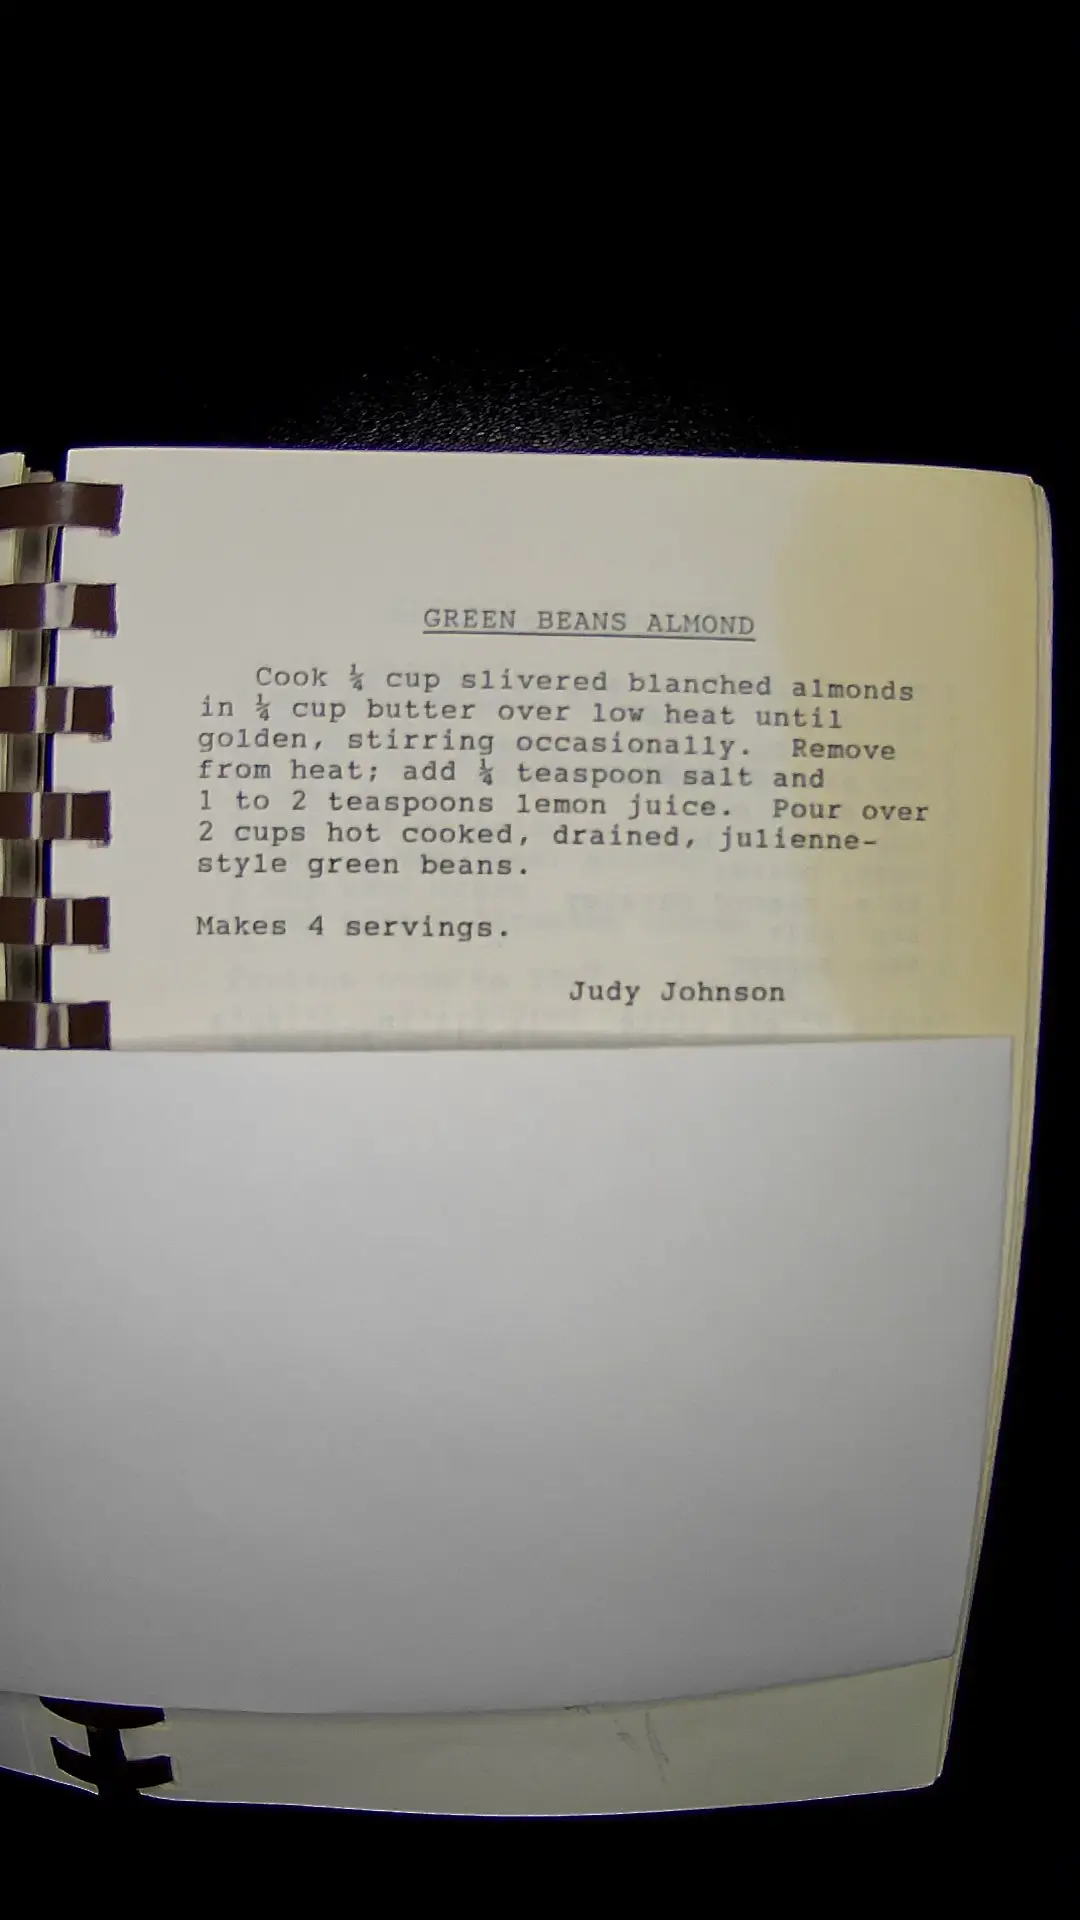 GREEN BEANS ALMOND
Cook ¼ cup slivered blanched almonds
in ¼ cup butter over low heat until
golden, stirring occasionally. Remove
from heat; add ¼ teaspoon salt and
1 to 2 teaspoons lemon juice. Pour over
2 cups hot cooked, drained, julienne-
style green beans.
Makes 4 servings.
Judy Johnson